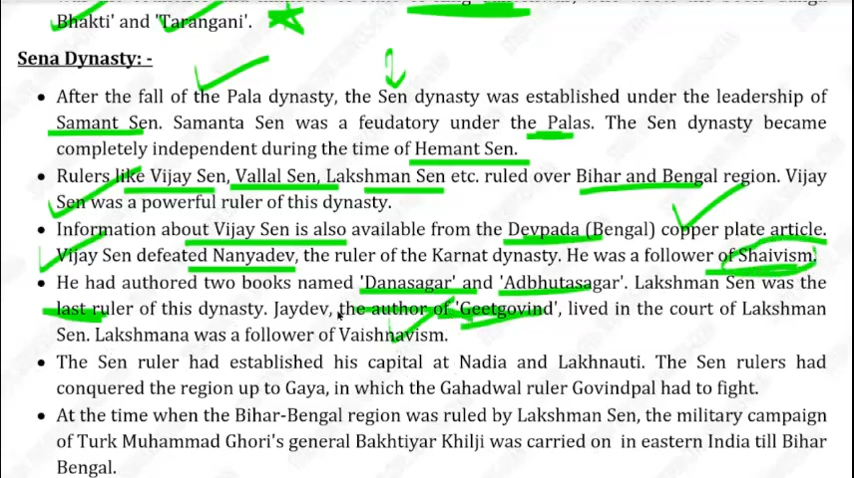 Bhakti' and 'Tarangani'.
Sena Dynasty: -
• After the fall of the Pala dynasty, the Sen dynasty was established under the leadership of
Samant Sen. Samanta Sen was a feudatory under the Palas. The Sen dynasty became
completely independent during the time of Hemant Sen.
• Rulers like Vijay Sen, Vallal Sen, Lakshman Sen etc. ruled over Bihar and Bengal region. Vijay
Sen was a powerful ruler of this dynasty.
• Information about Vijay Sen is also available from the Devpada (Bengal) copper plate article.
Vijay Sen defeated Nanyadev, the ruler of the Karnat dynasty. He was a follower of Shaivism.
• He had authored two books named 'Danasagar' and 'Adbhutasagar'. Lakshman Sen was the
last ruler of this dynasty. Jaydev, the author of 'Geetgovind', lived in the court of Lakshman
Sen. Lakshmana was a follower of Vaishnavism.
• The Sen ruler had established his capital at Nadia and Lakhnauti. The Sen rulers had
conquered the region up to Gaya, in which the Gahadwal ruler Govindpal had to fight.
• At the time when the Bihar-Bengal region was ruled by Lakshman Sen, the military campaign
of Turk Muhammad Ghori's general Bakhtiyar Khilji was carried on in eastern India till Bihar
Bengal.